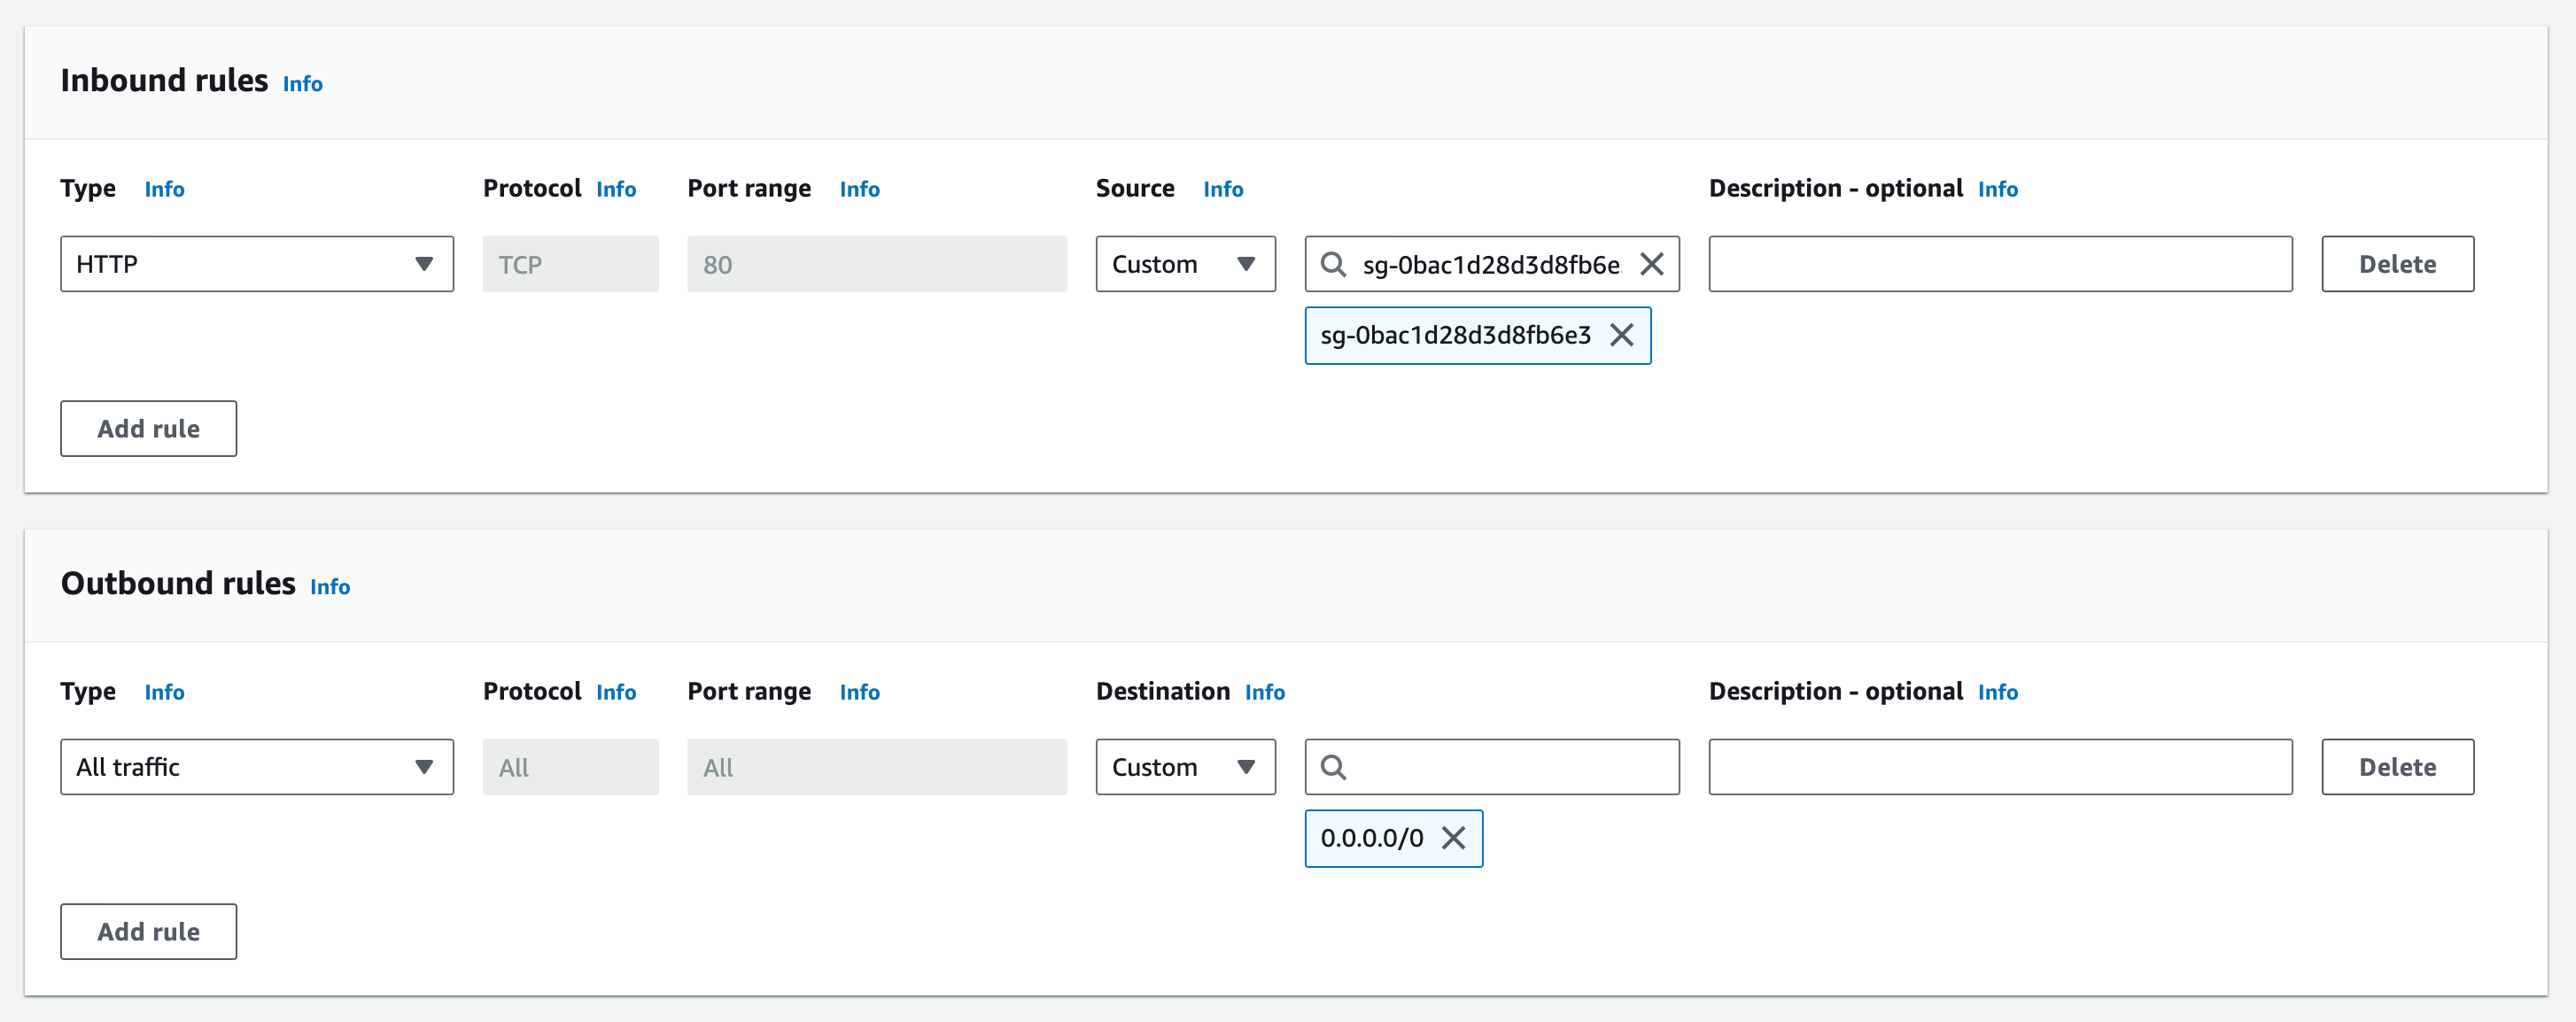 Inbound rules Info
Type Info Protocol Info Port range Info Source Info Description - optional Info
HTTP TCP 80 Custom sg-0bac1d28d3d8fb6e Delete
sg-0bac1d28d3d8fb6e3
Add rule
Outbound rules Info
Type Info Protocol Info Port range Info Destination Info Description - optional Info
All traffic All All Custom Delete
0.0.0.0/0
Add rule